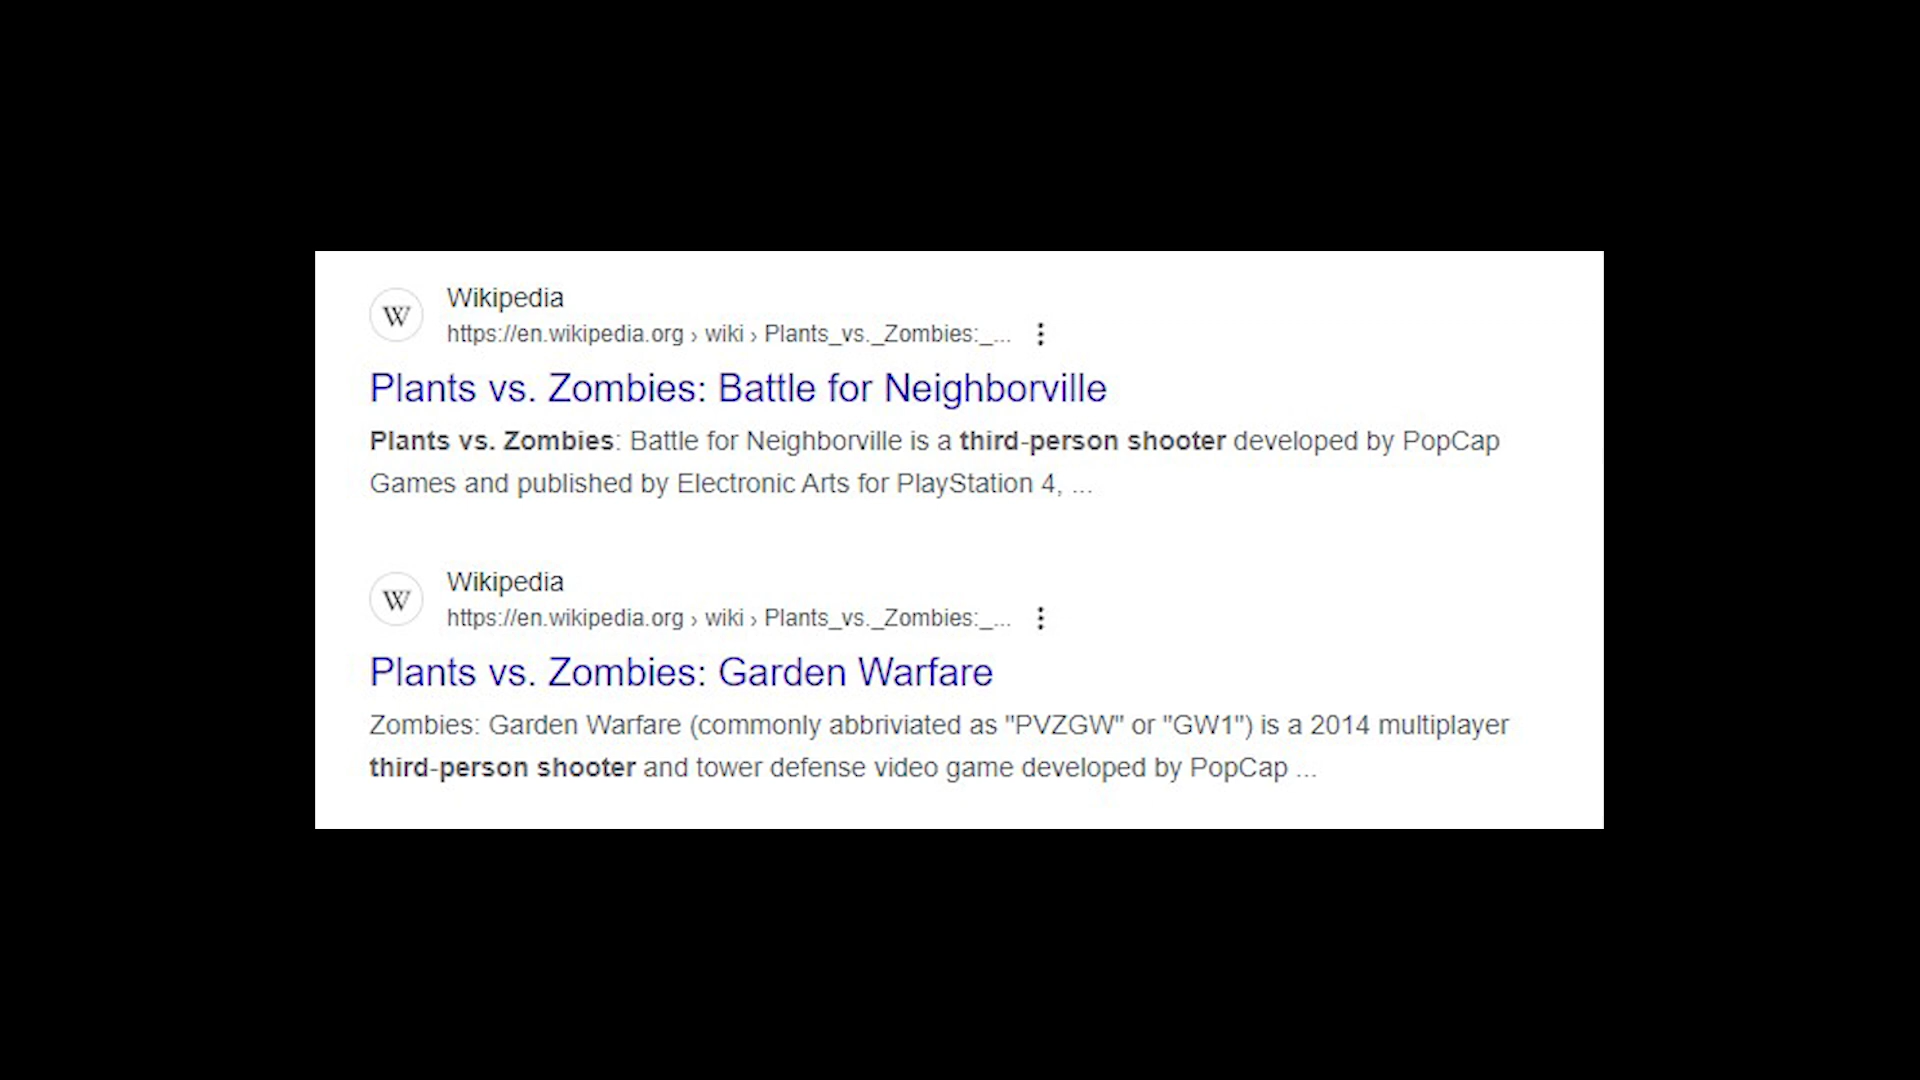 W
Wikipedia
https://en.wikipedia.org › wiki › Plants_vs._Zombies:_...
Plants vs. Zombies: Battle for Neighborville
Plants vs. Zombies: Battle for Neighborville is a third-person shooter developed by PopCap
Games and published by Electronic Arts for PlayStation 4, ...
W
Wikipedia
https://en.wikipedia.org › wiki › Plants_vs._Zombies:_...
Plants vs. Zombies: Garden Warfare
Zombies: Garden Warfare (commonly abbriviated as "PVZGW" or "GW1") is a 2014 multiplayer
third-person shooter and tower defense video game developed by PopCap ...